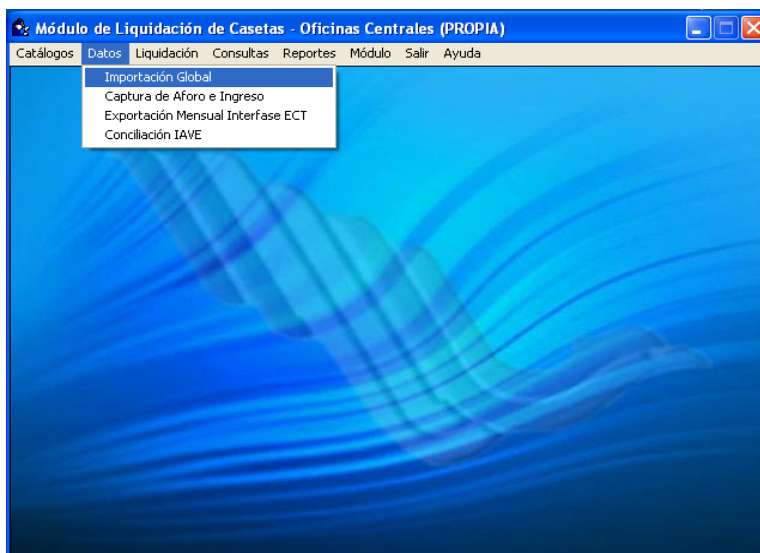 Módulo de Liquidación de Casetas - Oficinas Centrales (PROPIA)
Catálogos Datos Liquidación Consultas Reportes Módulo Salir Ayuda
Importación Global
Captura de Aforo e Ingreso
Exportación Mensual Interfase ECT
Conciliación IAVE